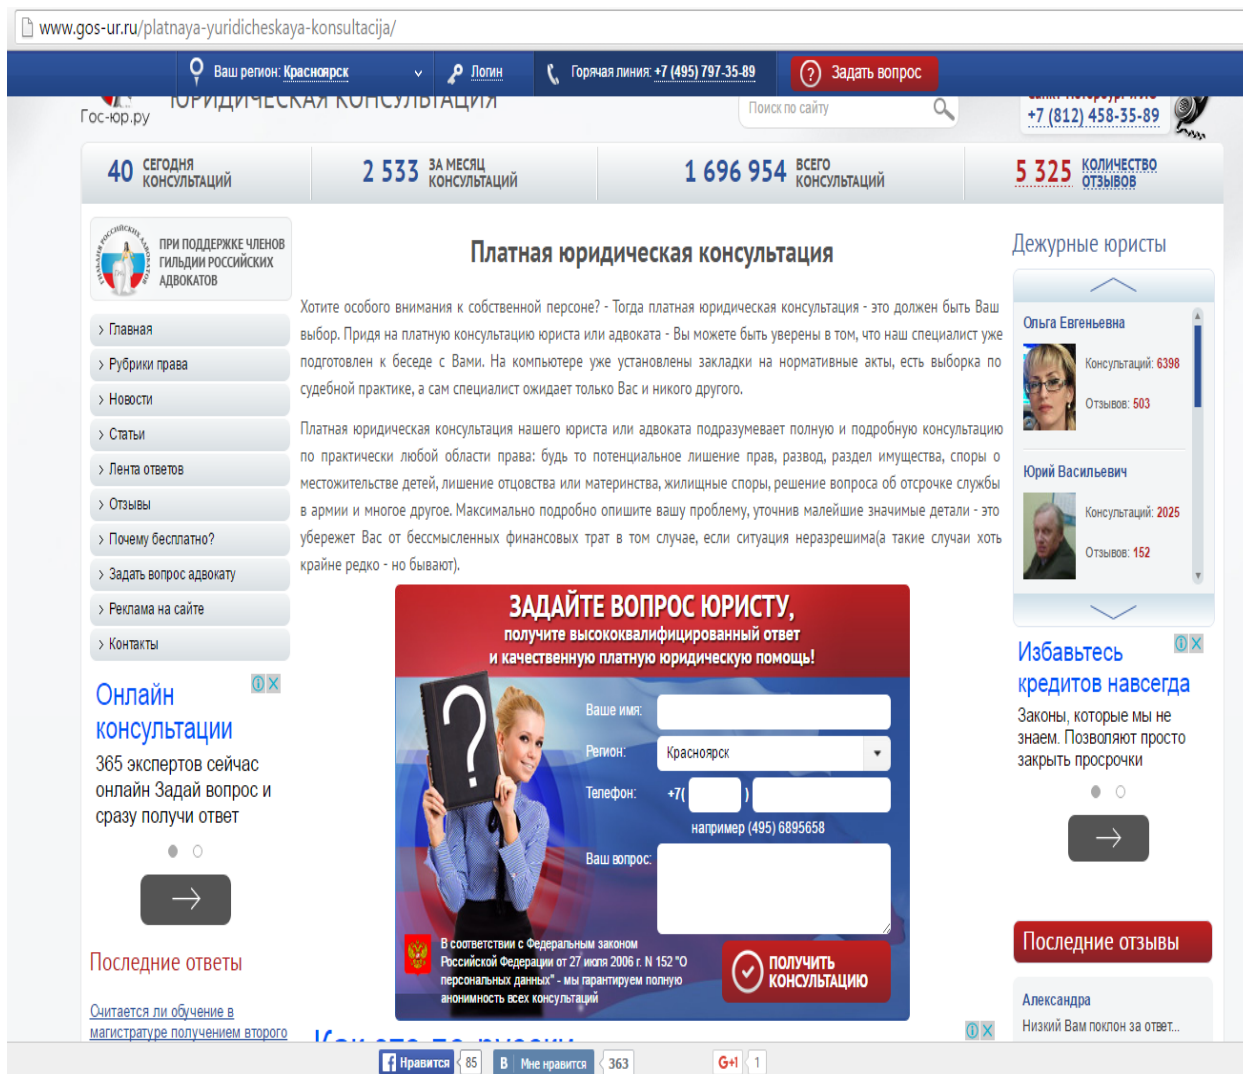 www.gos-ur.ru/platnaya-yuridicheskaya-konsultacija/
Ваш регион: Красноярск
Логин
Горячая линия: +7 (495) 797-35-89
Задать вопрос
Гос-юр.ру
ЮРИДИЧЕСКАЯ КОНСУЛЬТАЦИЯ
Поиск по сайту
+7 (812) 458-35-89
40 СЕГОДНЯ КОНСУЛЬТАЦИЙ
2 533 ЗА МЕСЯЦ КОНСУЛЬТАЦИЙ
1 696 954 ВСЕГО КОНСУЛЬТАЦИЙ
5 325 КОЛИЧЕСТВО ОТЗЫВОВ
ПРИ ПОДДЕРЖКЕ ЧЛЕНОВ
ГИЛЬДИИ РОССИЙСКИХ
АДВОКАТОВ
> Главная
> Рубрики права
> Новости
> Статьи
> Лента ответов
> Отзывы
> Почему бесплатно?
> Задать вопрос адвокату
> Реклама на сайте
> Контакты
Онлайн
консультации
365 экспертов сейчас
онлайн Задай вопрос и
сразу получи ответ
Последние ответы
Считается ли обучение в
магистратуре получением второго
Платная юридическая консультация
Хотите особого внимания к собственной персоне? - Тогда платная юридическая консультация - это должен быть Ваш
выбор. Придя на платную консультацию юриста или адвоката - Вы можете быть уверены в том, что наш специалист уже
подготовлен к беседе с Вами. На компьютере уже установлены закладки на нормативные акты, есть выборка по
судебной практике, а сам специалист ожидает только Вас и никого другого.
Платная юридическая консультация нашего юриста или адвоката подразумевает полную и подробную консультацию
по практически любой области права: будь то потенциальное лишение прав, развод, раздел имущества, споры о
местожительстве детей, лишение отцовства или материнства, жилищные споры, решение вопроса об отсрочке службы
в армии и многое другое. Максимально подробно опишите вашу проблему, уточнив малейшие значимые детали - это
убережет Вас от бессмысленных финансовых трат в том случае, если ситуация неразрешима(а такие случаи хоть
крайне редко - но бывают).
ЗАДАЙТЕ ВОПРОС ЮРИСТУ,
получите высококвалифицированный ответ
и качественную платную юридическую помощь!
?
Ваше имя:
Регион: Красноярск
Телефон: +7( )
например (495) 6895658
Ваш вопрос:
В соответствии с Федеральным законом
Российской Федерации от 27 июля 2006 г. N 152 "О
персональных данных" - мы гарантируем полную
анонимность всех консультаций
ПОЛУЧИТЬ
КОНСУЛЬТАЦИЮ
Дежурные юристы
Ольга Евгеньевна
Консультаций: 6398
Отзывов: 503
Юрий Васильевич
Консультаций: 2025
Отзывов: 152
Избавьтесь
кредитов навсегда
Законы, которые мы не
знаем. Позволяют просто
закрыть просрочки
Последние отзывы
Александра
Низкий Вам поклон за ответ...
Нравится 85
В Мне нравится 363
G+1 1